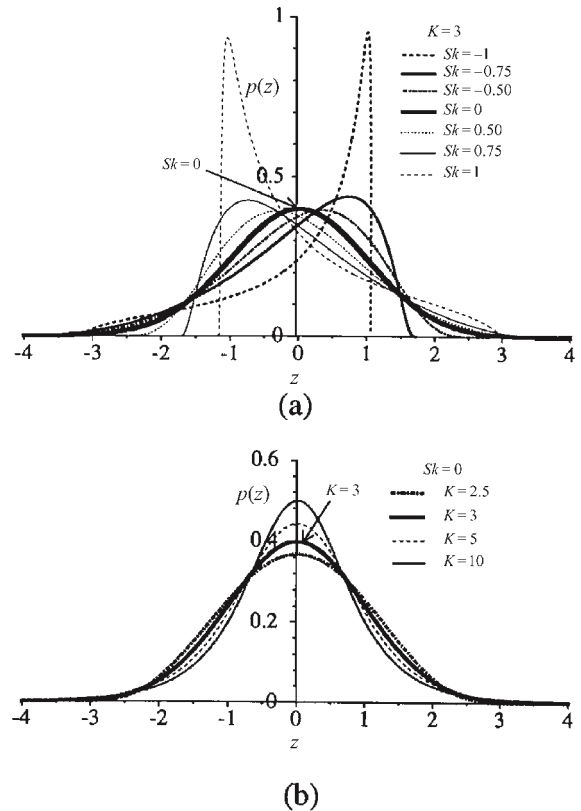 1
K = 3
p(z)
Sk=−1
Sk=−0.75
Sk=−0.50
Sk=0
Sk=0.50
Sk=0.75
Sk=1
Sk=0
0.5
0
-4 -3 -2 -1 0 1 2 3 4
z
(a)
0.6
Sk=0
p(z)
K=3
K=2.5
K=3
K=5
K=10
0.4
0.2
0
-4 -3 -2 -1 0 1 2 3 4
z
(b)